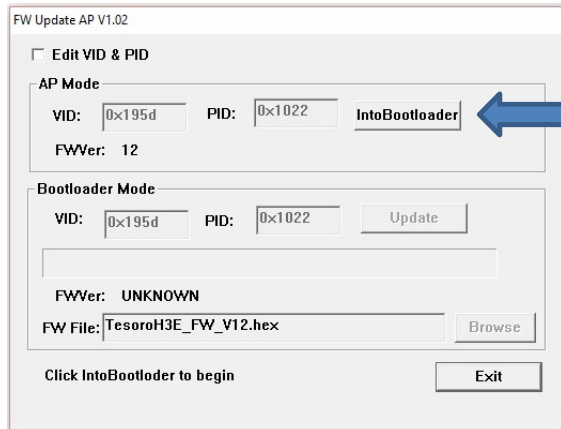 FW Update AP V1.02
Edit VID & PID
AP Mode
VID: 0x195d PID: 0x1022 IntoBootloader
FWVer: 12
Bootloader Mode
VID: 0x195d PID: 0x1022 Update
FWVer: UNKNOWN
FW File: TesoroH3E_FW_V12.hex Browse
Click IntoBootloder to begin Exit